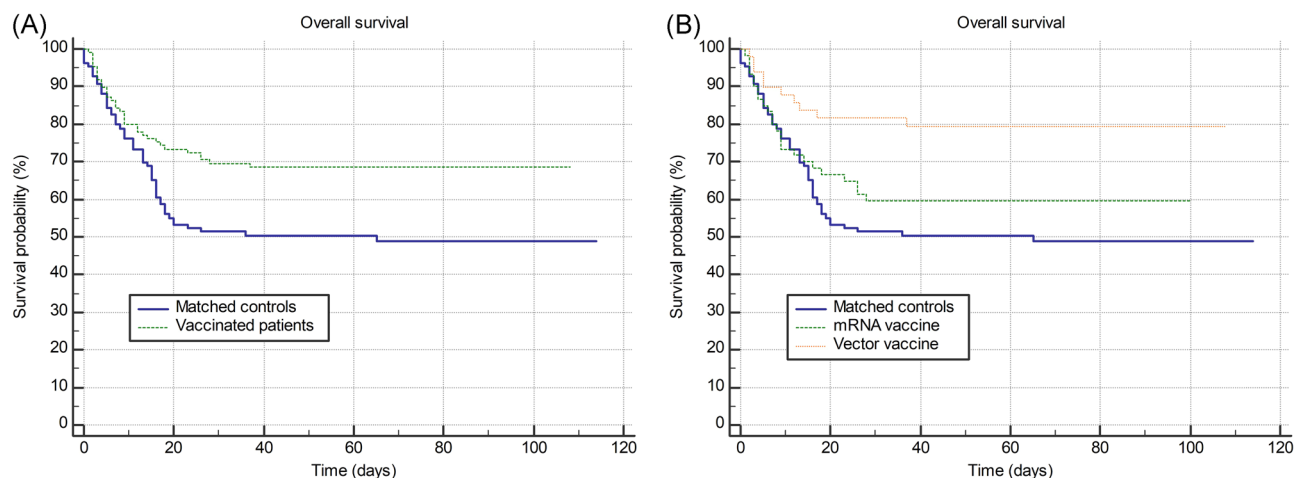 (A)
Overall survival
Survival probability (%)
100
90
80
70
60
50
40
30
20
10
0
Matched controls
Vaccinated patients
0 20 40 60 80 100 120
Time (days)
(B)
Overall survival
Survival probability (%)
100
90
80
70
60
50
40
30
20
10
0
Matched controls
mRNA vaccine
Vector vaccine
0 20 40 60 80 100 120
Time (days)